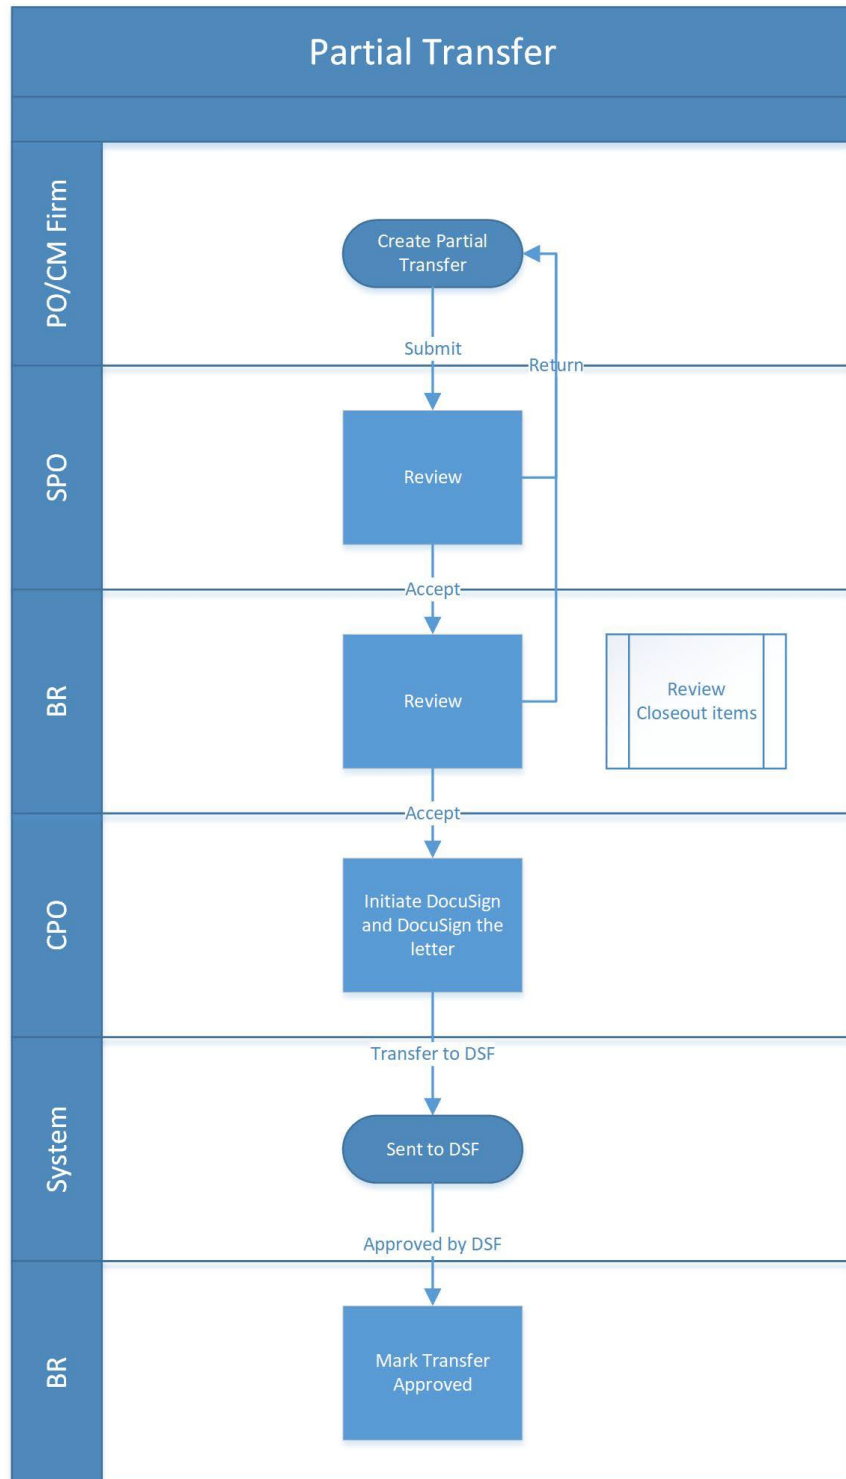 Partial Transfer
PO/CM Firm
Create Partial
Transfer
Submit
Return
SPO
Review
Accept
BR
Review
Review
Closeout items
Accept
CPO
Initiate DocuSign
and DocuSign the
letter
Transfer to DSF
System
Sent to DSF
Approved by DSF
BR
Mark Transfer
Approved